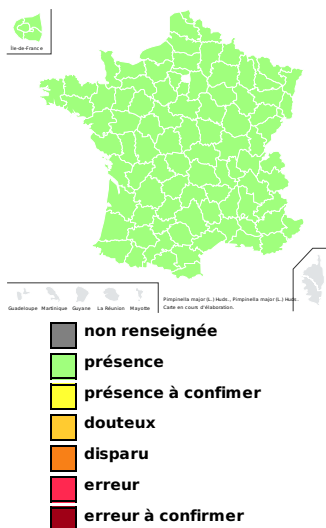 Île-de-France
Guadeloupe Martinique Guyane La Réunion Mayotte
Pimpinella major (L.) Huds., Pimpinella major (L.) Huds.
Carte en cours d'élaboration.
non renseignée
présence
présence à confimer
douteux
disparu
erreur
erreur à confirmer